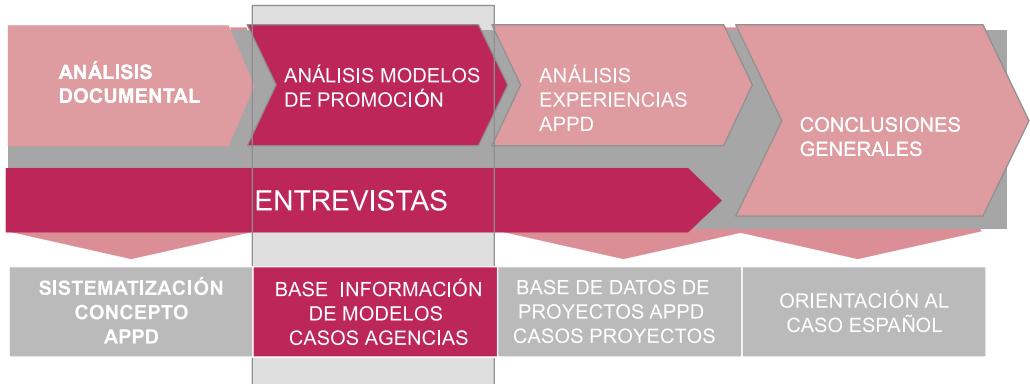 ANÁLISIS
DOCUMENTAL
ANÁLISIS MODELOS
DE PROMOCIÓN
ANÁLISIS
EXPERIENCIAS
APPD
CONCLUSIONES
GENERALES
ENTREVISTAS
SISTEMATIZACIÓN
CONCEPTO
APPD
BASE INFORMACIÓN
DE MODELOS
CASOS AGENCIAS
BASE DE DATOS DE
PROYECTOS APPD
CASOS PROYECTOS
ORIENTACIÓN AL
CASO ESPAÑOL